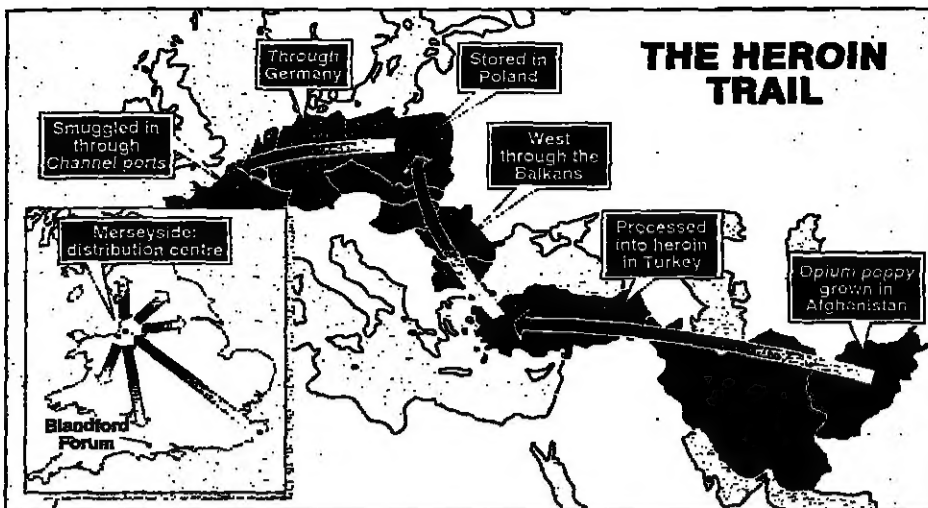 THE HEROIN
TRAIL
Through
Germany
Stored in
Poland
Smuggled in
through
Channel ports
West
through the
Balkans
Merseyside:
distribution centre
Processed
into heroin
in Turkey
Opium poppy
grown in
Afghanistan
Blandford
Forum